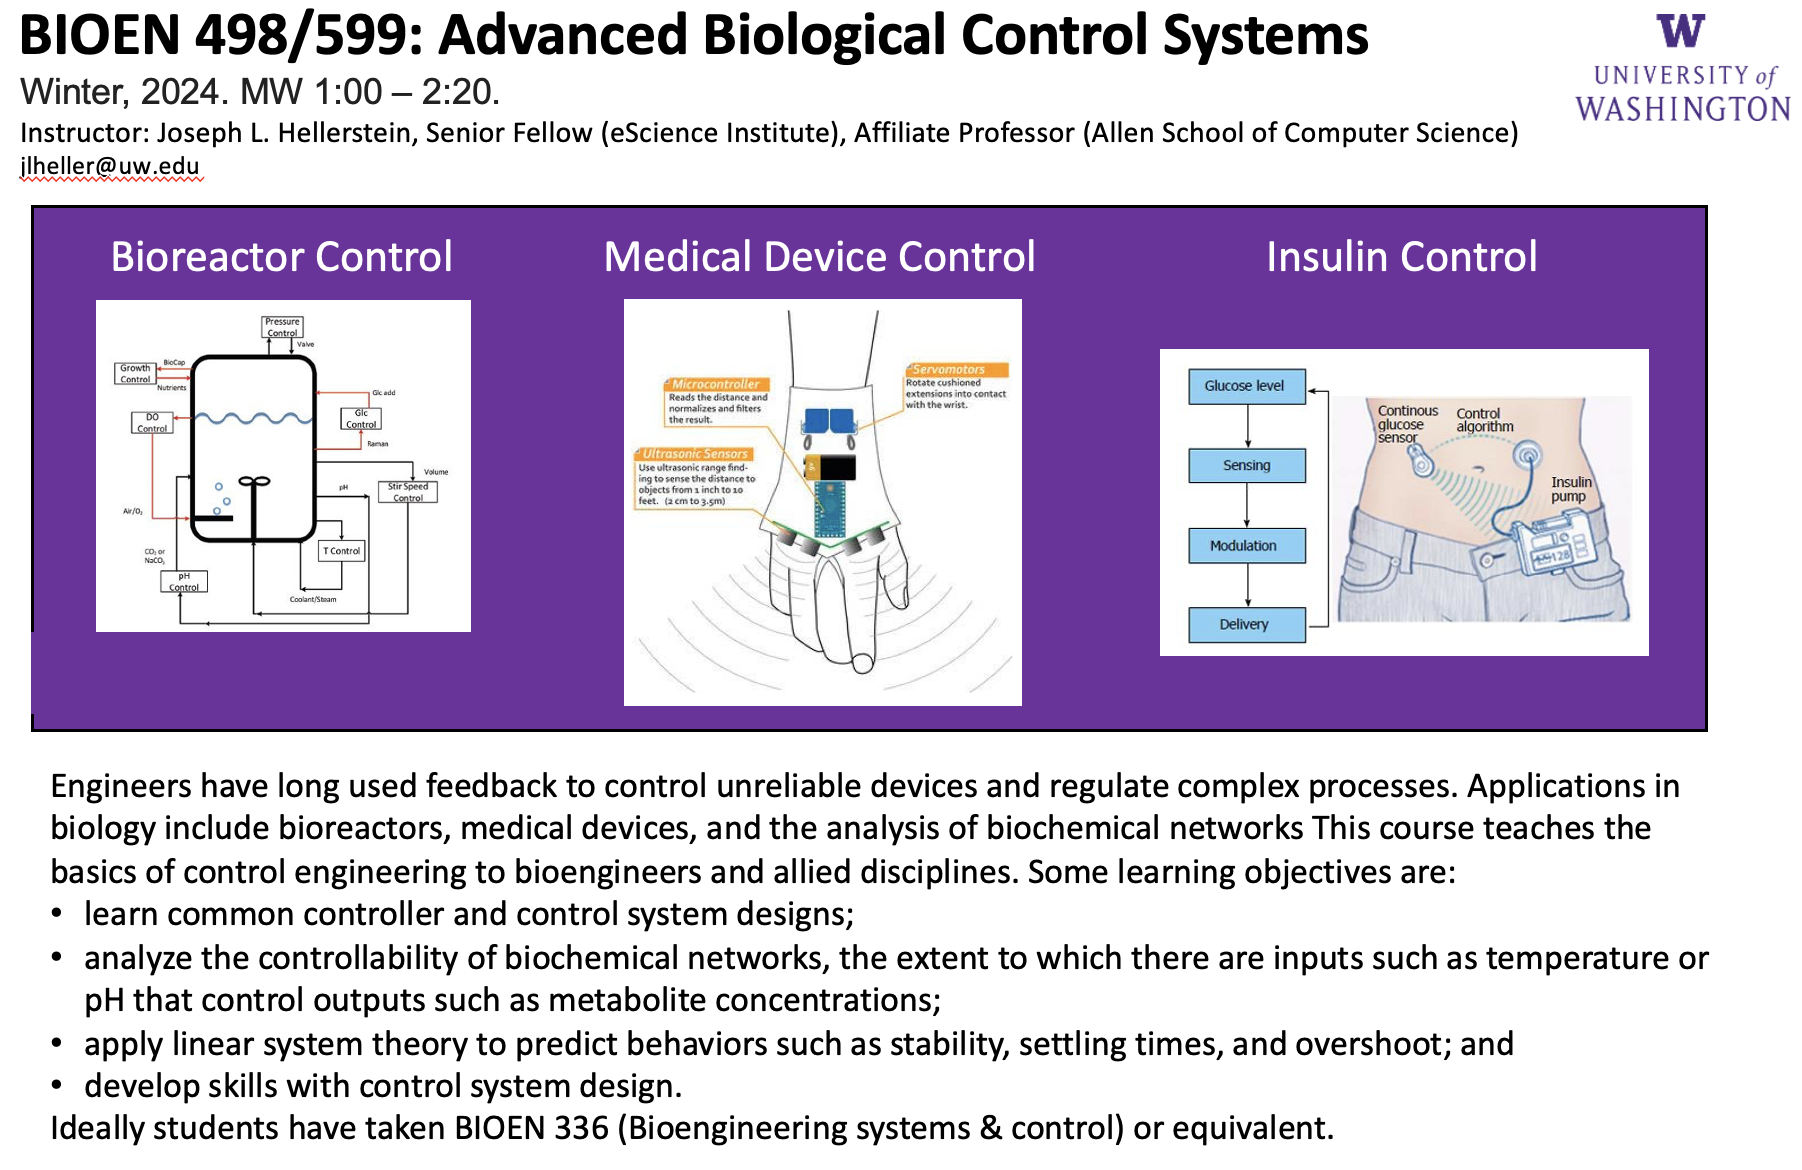 BIOEN 498/599: Advanced Biological Control Systems
Winter, 2024. MW 1:00 – 2:20.
Instructor: Joseph L. Hellerstein, Senior Fellow (eScience Institute), Affiliate Professor (Allen School of Computer Science)
jlheller@uw.edu
W
UNIVERSITY of
WASHINGTON
Bioreactor Control
Pressure
Control
Valve
BioCap
Growth
Control
Nutrients
Glc add
DO
Control
Glc
Control
Raman
Volume
pH
Stir Speed
Control
Air/O₂
T Control
CO₂ or
NaCO₃
pH
Control
Coolant/Steam
Medical Device Control
Servomotors
Rotate cushioned
extensions into contact
with the wrist.
Microcontroller
Reads the distance and
normalizes and filters
the result.
Ultrasonic Sensors
Use ultrasonic range find-
ing to sense the distance to
objects from 1 inch to 10
feet. (2 cm to 3.5m)
Insulin Control
Glucose level
Sensing
Modulation
Delivery
Continous
glucose
sensor
Control
algorithm
Insulin
pump
128
Engineers have long used feedback to control unreliable devices and regulate complex processes. Applications in
biology include bioreactors, medical devices, and the analysis of biochemical networks This course teaches the
basics of control engineering to bioengineers and allied disciplines. Some learning objectives are:
• learn common controller and control system designs;
• analyze the controllability of biochemical networks, the extent to which there are inputs such as temperature or
pH that control outputs such as metabolite concentrations;
• apply linear system theory to predict behaviors such as stability, settling times, and overshoot; and
• develop skills with control system design.
Ideally students have taken BIOEN 336 (Bioengineering systems & control) or equivalent.